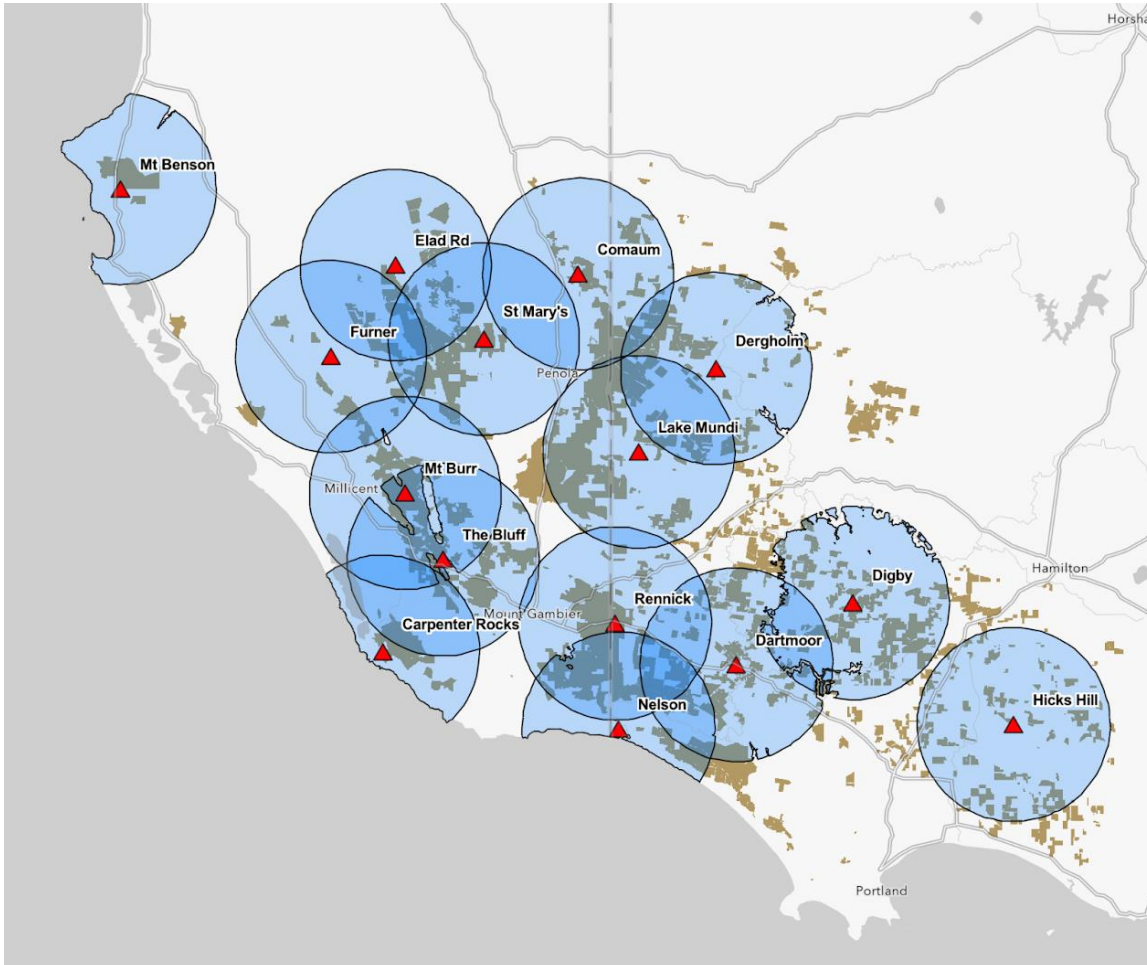 Horsha
Mt Benson
Elad Rd
Comaum
St Mary's
Furner
Dergholm
Penola
Lake Mundi
Mt Burr
Millicent
The Bluff
Hamilton
Digby
Rennick
Mount Gambier
Carpenter Rocks
Dartmoor
Nelson
Hicks Hill
Portland